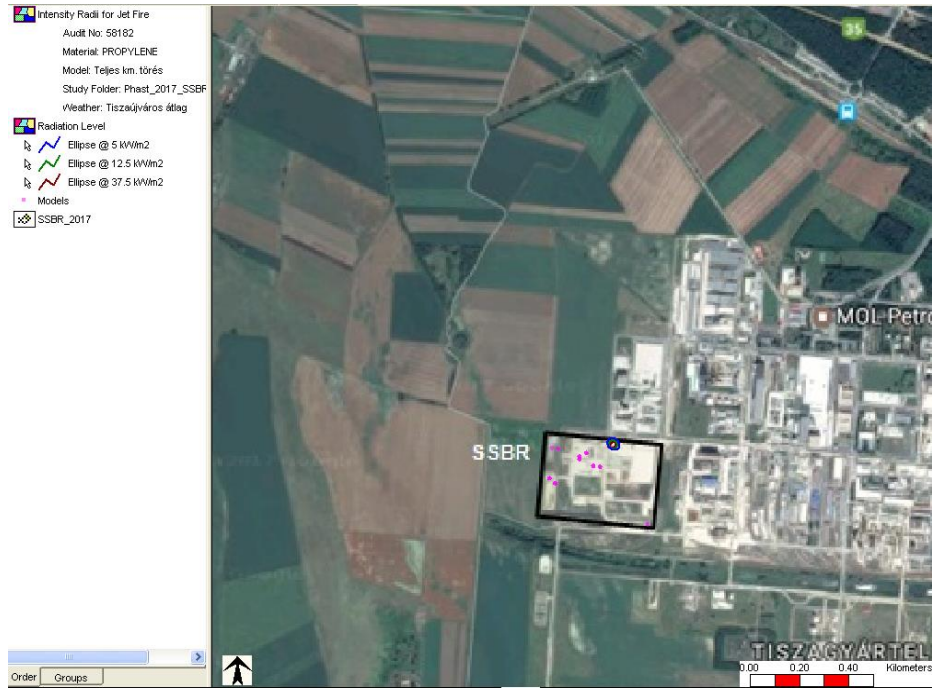 Intensity Radii for Jet Fire
Audit No: 58182
Material: PROPYLENE
Model: Teljes km. törés
Study Folder: Phast_2017_SSBR
Weather: Tiszaújváros átlag
Radiation Level
Ellipse @ 5 kW/m2
Ellipse @ 12.5 kW/m2
Ellipse @ 37.5 kW/m2
Models
SSBR_2017
Order Groups
35
MOL Petro
SSBR
TISZAGYÁRTEL
0.00 0.20 0.40 Kilometers